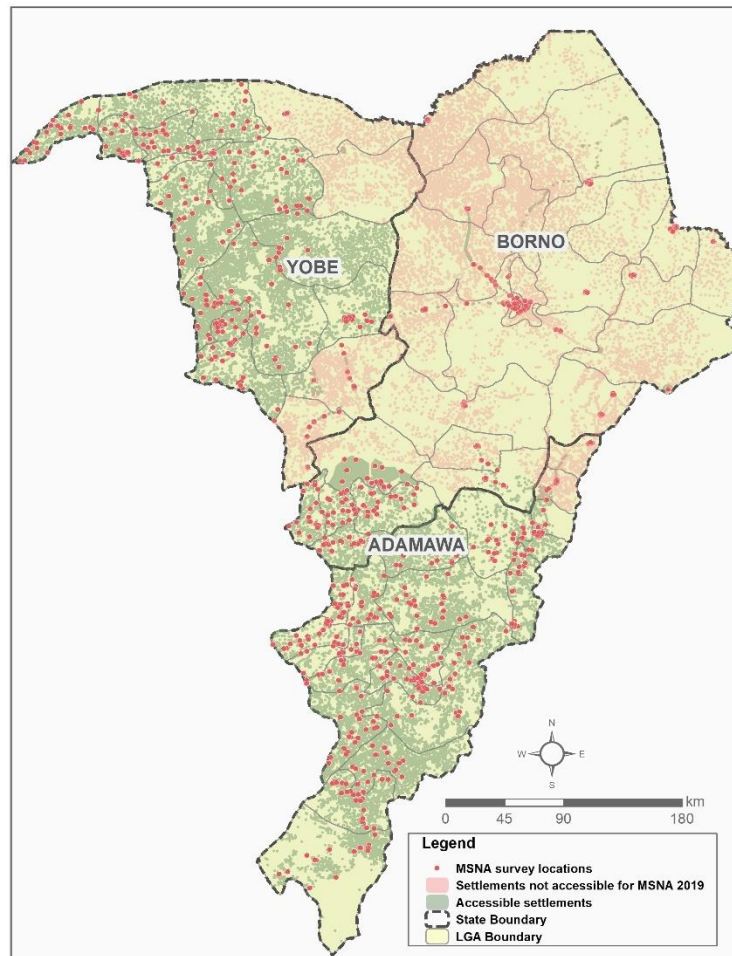 BORNO
YOBE
ADAMAWA
N
W E
S
km
0 45 90 180
Legend
MSNA survey locations
Settlements not accessible for MSNA 2019
Accessible settlements
State Boundary
LGA Boundary